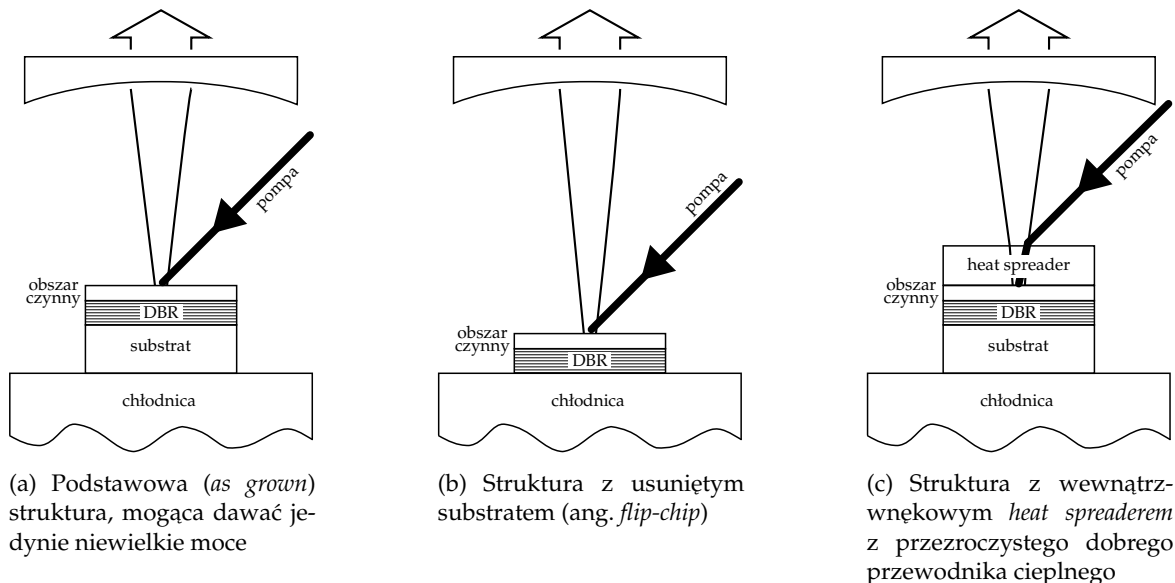 pompa
obszar
czynny
DBR
substrat
chłodnica
(a) Podstawowa (as grown)
struktura, mogąca dawać je-
dynie niewielkie moce
pompa
obszar
czynny
DBR
chłodnica
(b) Struktura z usuniętym
substratem (ang. flip-chip)
pompa
heat spreader
obszar
czynny
DBR
substrat
chłodnica
(c) Struktura z wewnątrz-
wnękowym heat spreaderem
z przezroczystego dobrego
przewodnika cieplnego